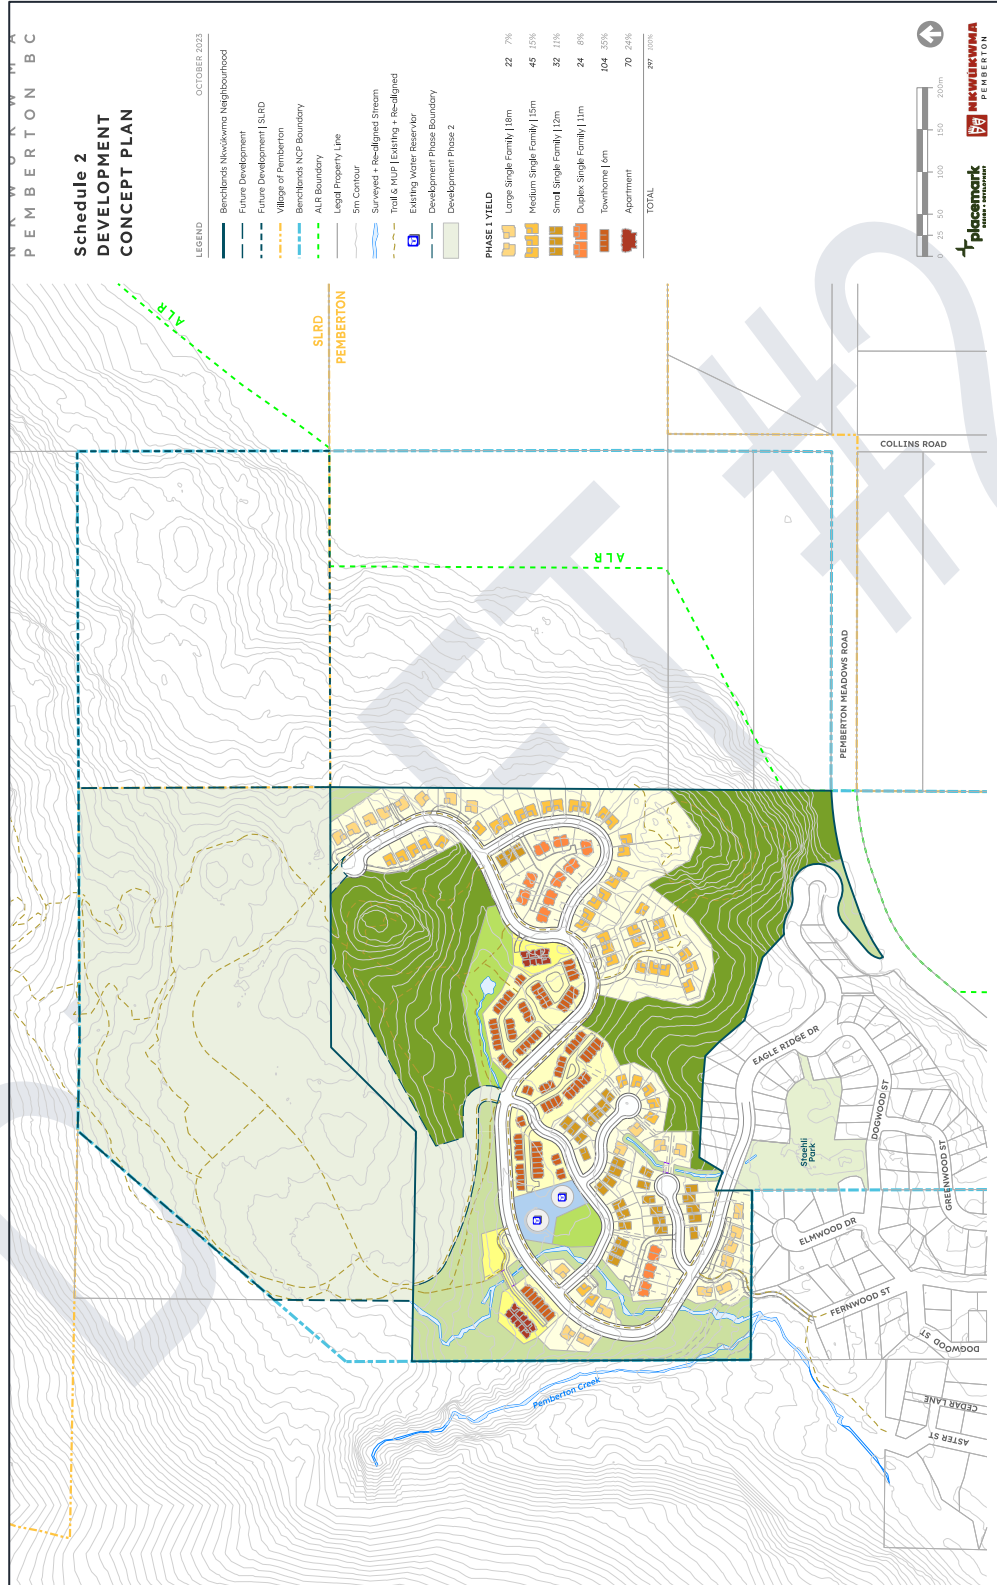 N K W U K W M A
PEMBERTON BC
Schedule 2
DEVELOPMENT
CONCEPT PLAN
LEGEND OCTOBER 2023
Benchlands Nkwúkwma Neighbourhood
Future Development
Future Development | SLRD
Village of Pemberton
Benchlands NCP Boundary
ALR Boundary
Legal Property Line
5m Contour
Surveyed + Re-aligned Stream
Trail & MUP | Existing + Re-aligned
Existing Water Reservior
Development Phase Boundary
Development Phase 2
PHASE 1 YIELD
Large Single Family | 18m 22 7%
Medium Single Family | 15m 45 15%
Small Single Family | 12m 32 11%
Duplex Single Family | 11m 24 8%
Townhome | 6m 104 35%
Apartment 70 24%
TOTAL 297 100%
0 25 50 100 150 200m
placemark
NKWÚKWMA
PEMBERTON
ALR
SLRD
PEMBERTON
ALR
COLLINS ROAD
PEMBERTON MEADOWS ROAD
EAGLE RIDGE DR
DOGWOOD ST
GREENWOOD ST
Staehli
Park
ELMWOOD DR
FERNWOOD ST
DOGWOOD ST
CEDAR LANE
ASTER ST
Pemberton Creek